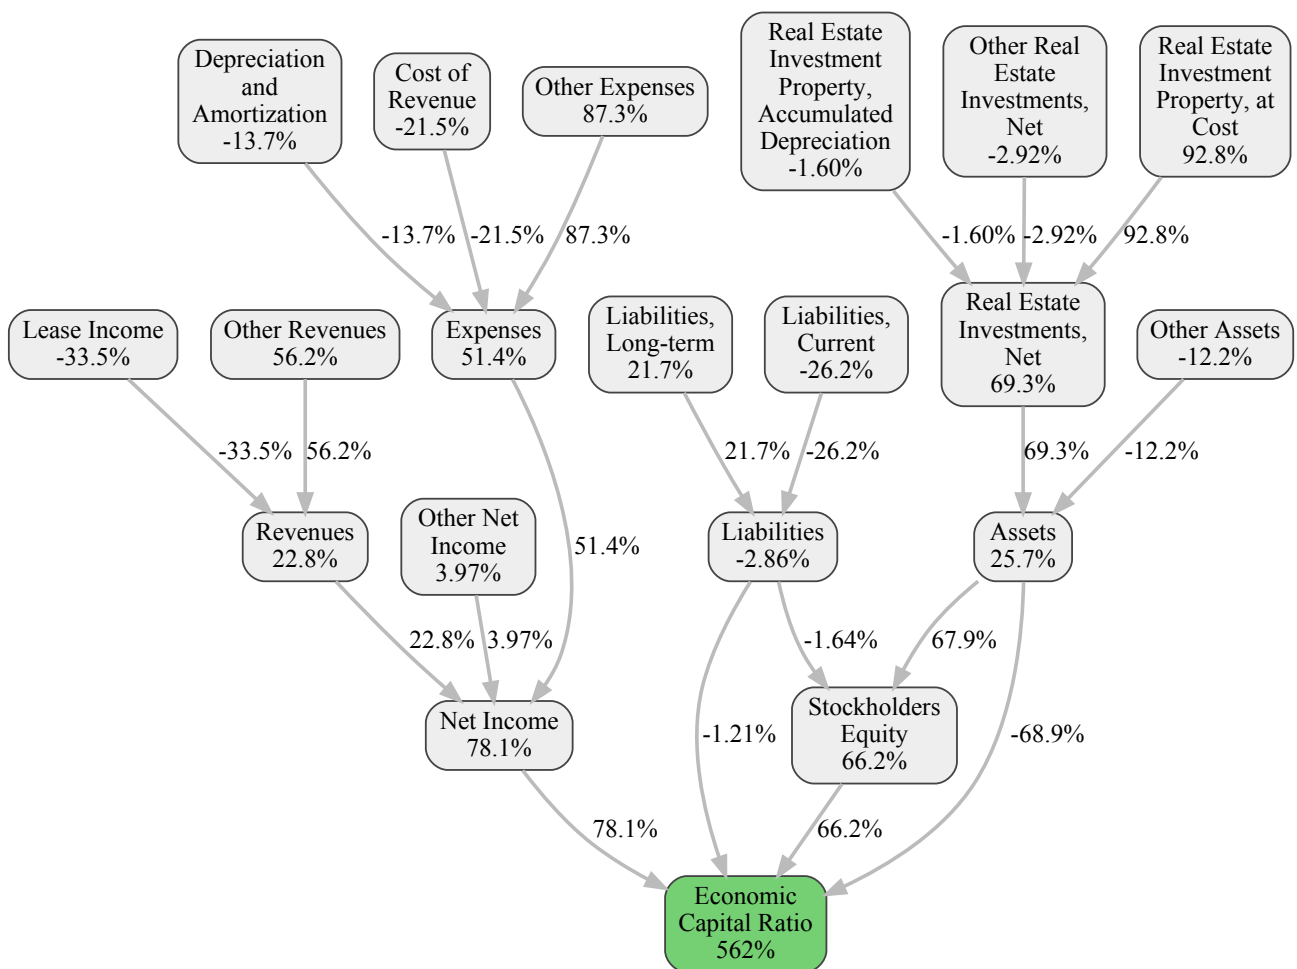 Depreciation
and
Amortization
-13.7%
Cost of
Revenue
-21.5%
Other Expenses
87.3%
Real Estate
Investment
Property,
Accumulated
Depreciation
-1.60%
Other Real
Estate
Investments,
Net
-2.92%
Real Estate
Investment
Property, at
Cost
92.8%
-13.7%
-21.5%
87.3%
-1.60%
-2.92%
92.8%
Lease Income
-33.5%
Other Revenues
56.2%
Expenses
51.4%
Liabilities,
Long-term
21.7%
Liabilities,
Current
-26.2%
Real Estate
Investments,
Net
69.3%
Other Assets
-12.2%
-33.5%
56.2%
21.7%
-26.2%
69.3%
-12.2%
Revenues
22.8%
Other Net
Income
3.97%
51.4%
Liabilities
-2.86%
Assets
25.7%
22.8%
3.97%
-1.64%
67.9%
Net Income
78.1%
-1.21%
Stockholders
Equity
66.2%
-68.9%
78.1%
66.2%
Economic
Capital Ratio
562%